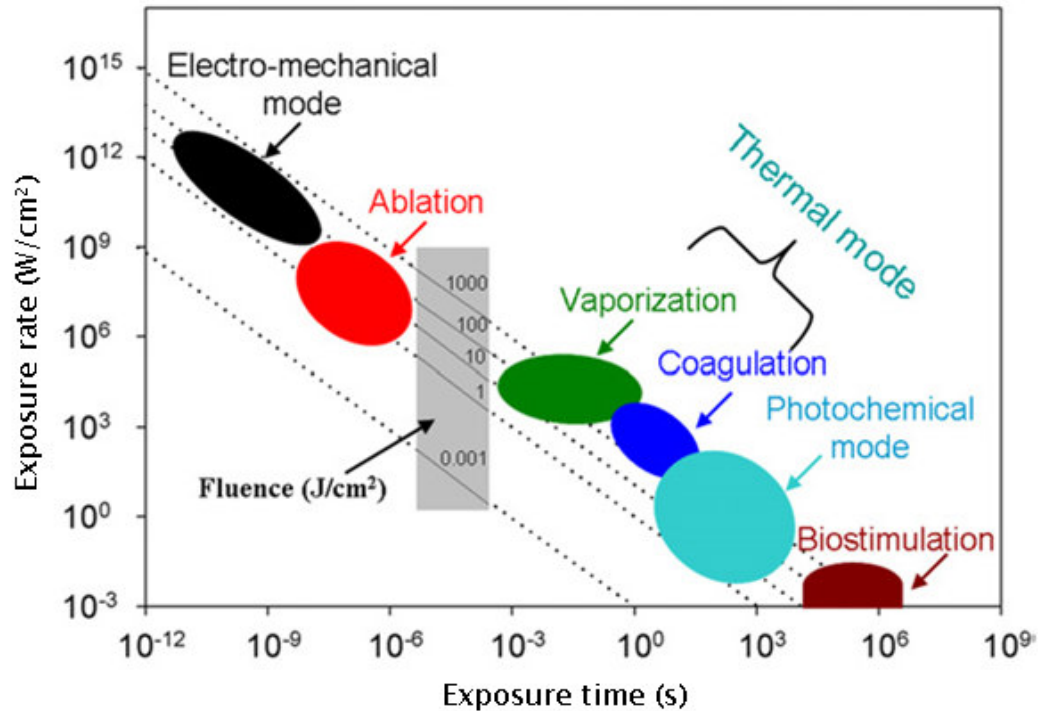 Exposure rate (W/cm²)
10¹⁵
10¹²
10⁹
10⁶
10³
10⁰
10⁻³
Electro-mechanical
mode
Ablation
Thermal mode
1000
100
10
1
0.001
Fluence (J/cm²)
Vaporization
Coagulation
Photochemical
mode
Biostimulation
10⁻¹²
10⁻⁹
10⁻⁶
10⁻³
10⁰
10³
10⁶
10⁹
Exposure time (s)